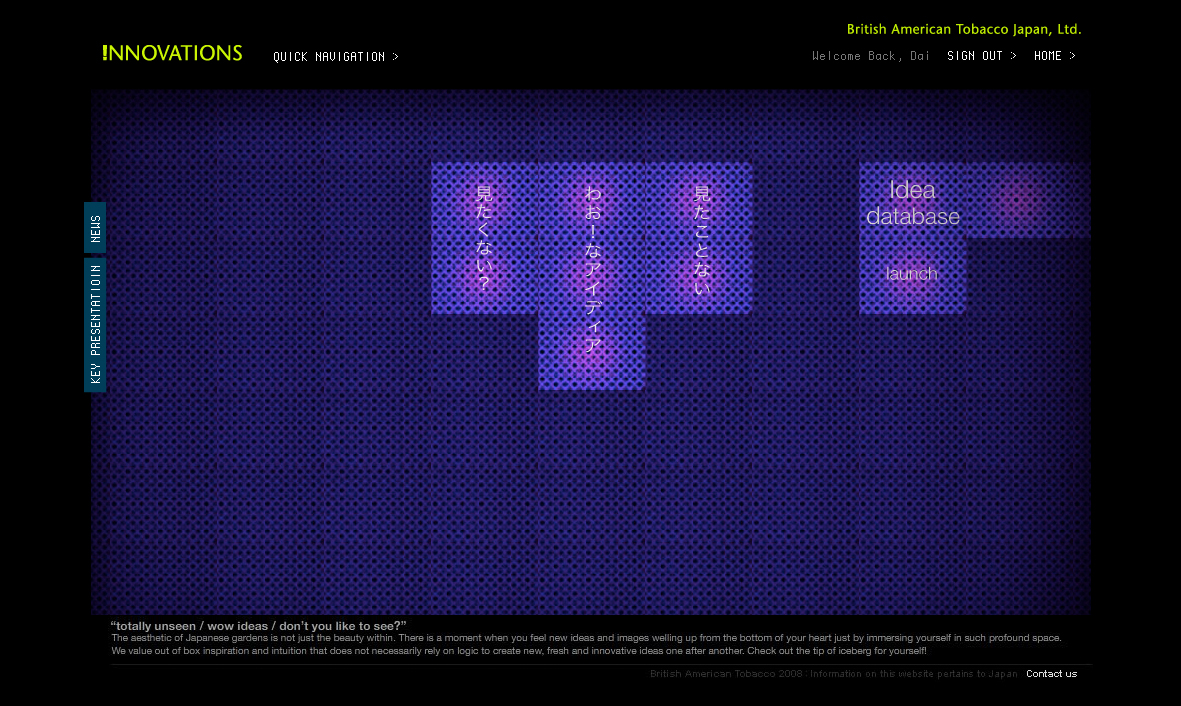 British American Tobacco Japan, Ltd.
!NNOVATIONS
QUICK NAVIGATION >
Welcome Back, Dai
SIGN OUT >
HOME >
NEWS
KEY PRESENTATIOIN
見たことない
わお！なアイディア
見たくない？
Idea
database
launch
“totally unseen / wow ideas / don’t you like to see?”
The aesthetic of Japanese gardens is not just the beauty within. There is a moment when you feel new ideas and images welling up from the bottom of your heart just by immersing yourself in such profound space.
We value out of box inspiration and intuition that does not necessarily rely on logic to create new, fresh and innovative ideas one after another. Check out the tip of iceberg for yourself!
British American Tobacco 2008 : Information on this website pertains to Japan
Contact us